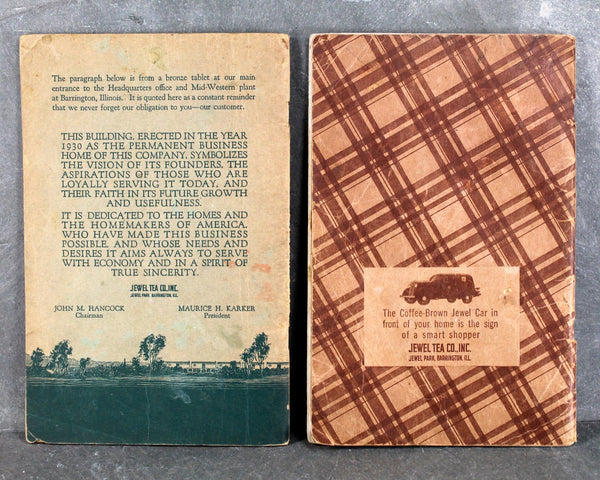 The paragraph below is from a bronze tablet at our main
entrance to the Headquarters office and Mid-Western plant
at Barrington, Illinois. It is quoted here as a constant reminder
that we never forget our obligation to you—our customer.
THIS BUILDING, ERECTED IN THE YEAR
1930 AS THE PERMANENT BUSINESS
HOME OF THIS COMPANY, SYMBOLIZES
THE VISION OF ITS FOUNDERS, THE
ASPIRATIONS OF THOSE WHO ARE
LOYALLY SERVING IT TODAY, AND
THEIR FAITH IN ITS FUTURE GROWTH
AND USEFULNESS.
IT IS DEDICATED TO THE HOMES AND
THE HOMEMAKERS OF AMERICA,
WHO HAVE MADE THIS BUSINESS
POSSIBLE, AND WHOSE NEEDS AND
DESIRES IT AIMS ALWAYS TO SERVE
WITH ECONOMY AND IN A SPIRIT OF
TRUE SINCERITY.
JEWEL TEA CO., INC.
JEWEL PARK, BARRINGTON, ILL.
JOHN M. HANCOCK
Chairman
MAURICE H. KARKER
President
The Coffee-Brown Jewel Car in
front of your home is the sign
of a smart shopper
JEWEL TEA CO., INC.
JEWEL PARK, BARRINGTON, ILL.